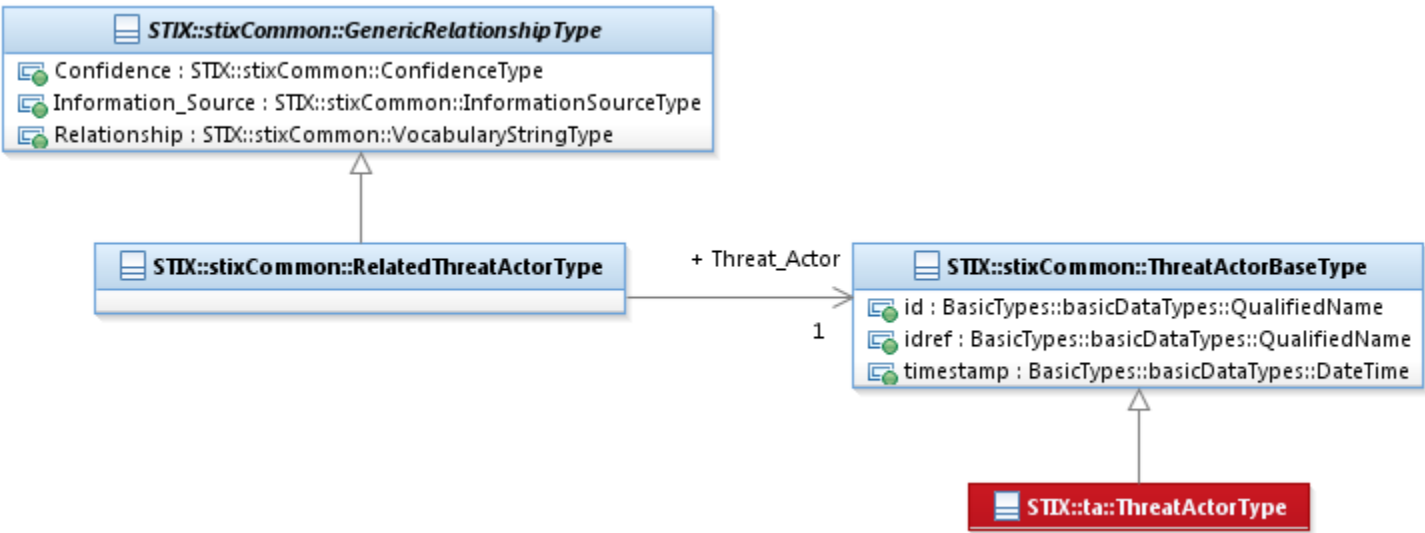 STIX::stixCommon::GenericRelationshipType
Confidence : STIX::stixCommon::ConfidenceType
Information_Source : STIX::stixCommon::InformationSourceType
Relationship : STIX::stixCommon::VocabularyStringType
STIX::stixCommon::RelatedThreatActorType
+ Threat_Actor
1
STIX::stixCommon::ThreatActorBaseType
id : BasicTypes::basicDataTypes::QualifiedName
idref : BasicTypes::basicDataTypes::QualifiedName
timestamp : BasicTypes::basicDataTypes::DateTime
STIX::ta::ThreatActorType